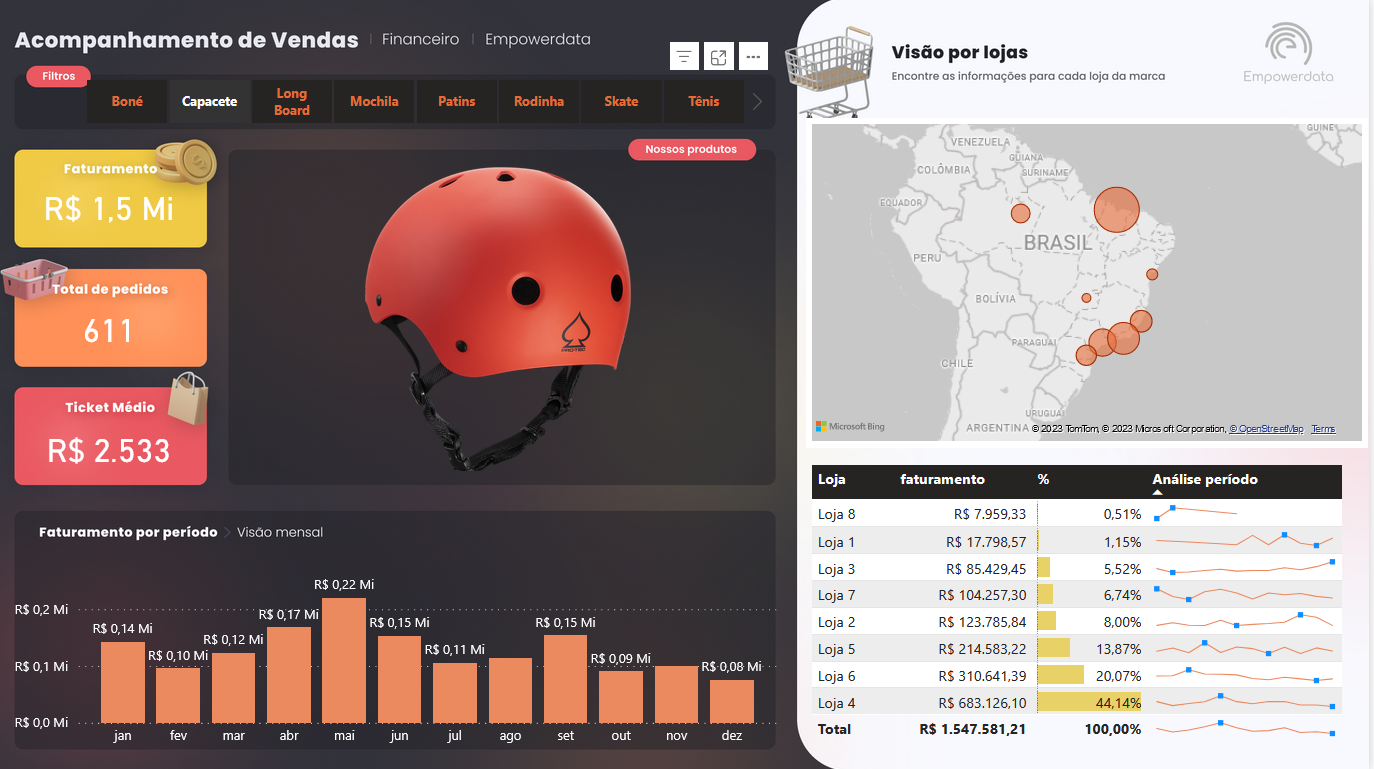 Acompanhamento de Vendas | Financeiro | Empowerdata
Filtros
Boné
Capacete
Long
Board
Mochila
Patins
Rodinha
Skate
Tênis
Faturamento
R$ 1,5 Mi
Total de pedidos
611
Ticket Médio
R$ 2.533
Nossos produtos
PRO-TEC
Faturamento por período
Visão mensal
R$ 0,2 Mi
R$ 0,1 Mi
R$ 0,0 Mi
R$ 0,14 Mi
R$ 0,10 Mi
R$ 0,12 Mi
R$ 0,17 Mi
R$ 0,22 Mi
R$ 0,15 Mi
R$ 0,11 Mi
R$ 0,15 Mi
R$ 0,09 Mi
R$ 0,08 Mi
jan fev mar abr mai jun jul ago set out nov dez
Visão por lojas
Encontre as informações para cada loja da marca
Empowerdata
VENEZUELA
GUIANA
SURINAME
COLÔMBIA
EQUADOR
GUINÉ
BRASIL
PERU
BOLÍVIA
PARAGUAI
CHILE
URUGUAI
ARGENTINA
Microsoft Bing
© 2023 TomTom, © 2023 Microsoft Corporation, © OpenStreetMap Terms
Loja faturamento % Análise período
Loja 8 R$ 7.959,33 0,51%
Loja 1 R$ 17.798,57 1,15%
Loja 3 R$ 85.429,45 5,52%
Loja 7 R$ 104.257,30 6,74%
Loja 2 R$ 123.785,84 8,00%
Loja 5 R$ 214.583,22 13,87%
Loja 6 R$ 310.641,39 20,07%
Loja 4 R$ 683.126,10 44,14%
Total R$ 1.547.581,21 100,00%